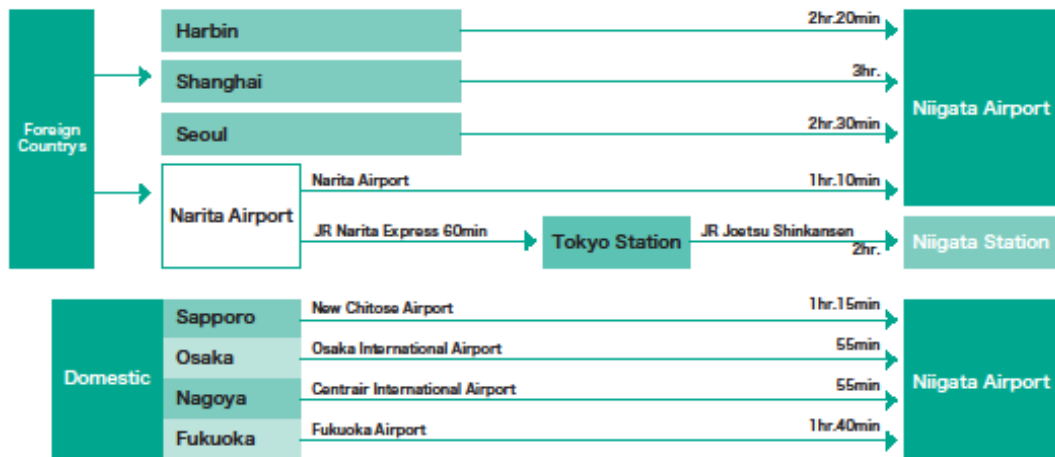 Foreign
Countrys
Harbin
2hr.20min
Shanghai
3hr.
Seoul
2hr.30min
Niigata Airport
Narita Airport
Narita Airport
1hr.10min
JR Narita Express 60min
Tokyo Station
JR Joetsu Shinkansen
2hr.
Niigata Station
Domestic
Sapporo
New Chitose Airport
1hr.15min
Osaka
Osaka International Airport
55min
Nagoya
Centrair International Airport
55min
Fukuoka
Fukuoka Airport
1hr.40min
Niigata Airport